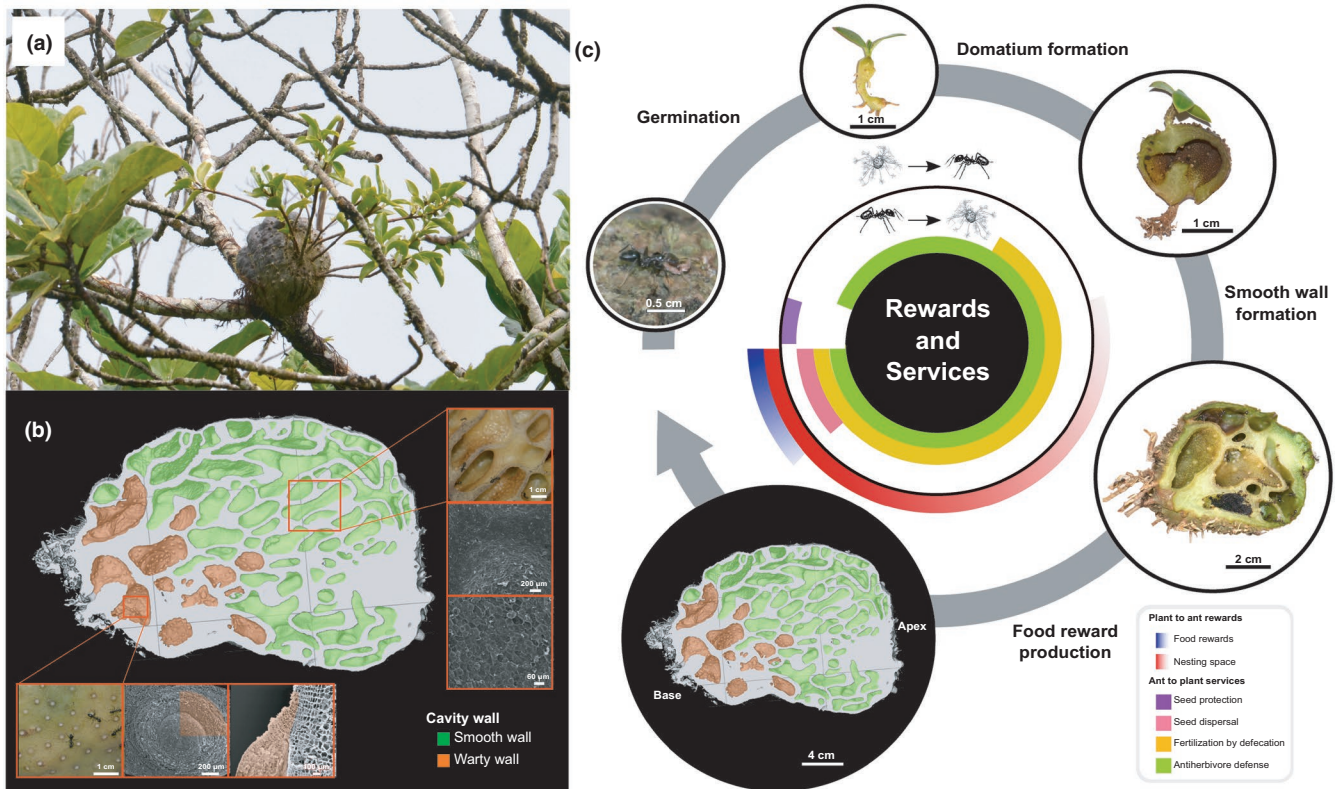 (a)
(b)
1 cm
200 µm
60 µm
1 cm
200 µm
100 µm
Cavity wall
Smooth wall
Warty wall
(c)
Domatium formation
Germination
1 cm
1 cm
0.5 cm
Smooth wall
formation
Rewards
and
Services
2 cm
Food reward
production
Apex
Base
4 cm
Plant to ant rewards
Food rewards
Nesting space
Ant to plant services
Seed protection
Seed dispersal
Fertilization by defecation
Antiherbivore defense